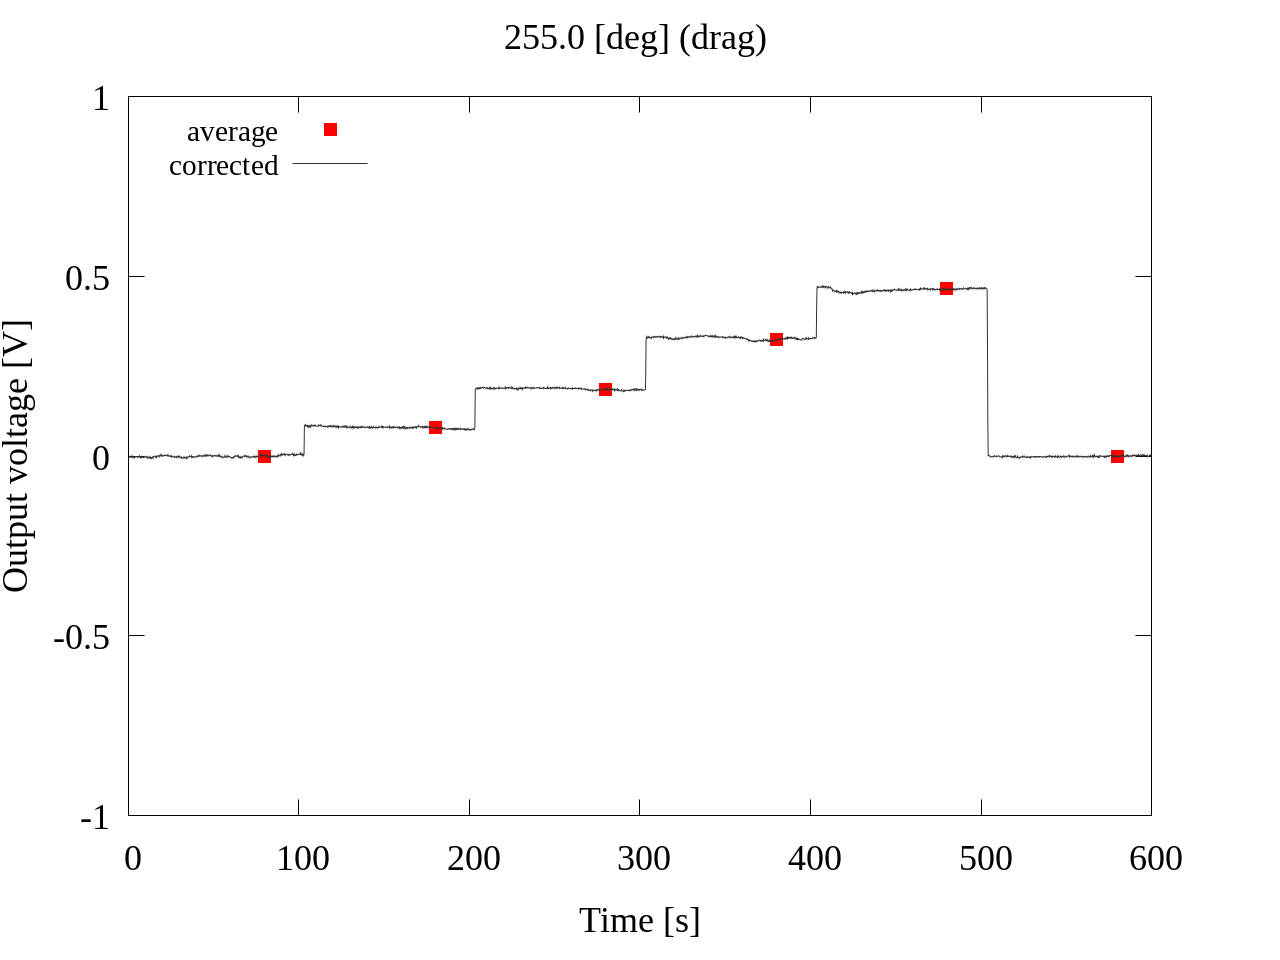 255.0 [deg] (drag)
1
average
corrected
0.5
0
Output voltage [V]
-0.5
-1
0 100 200 300 400 500 600
Time [s]